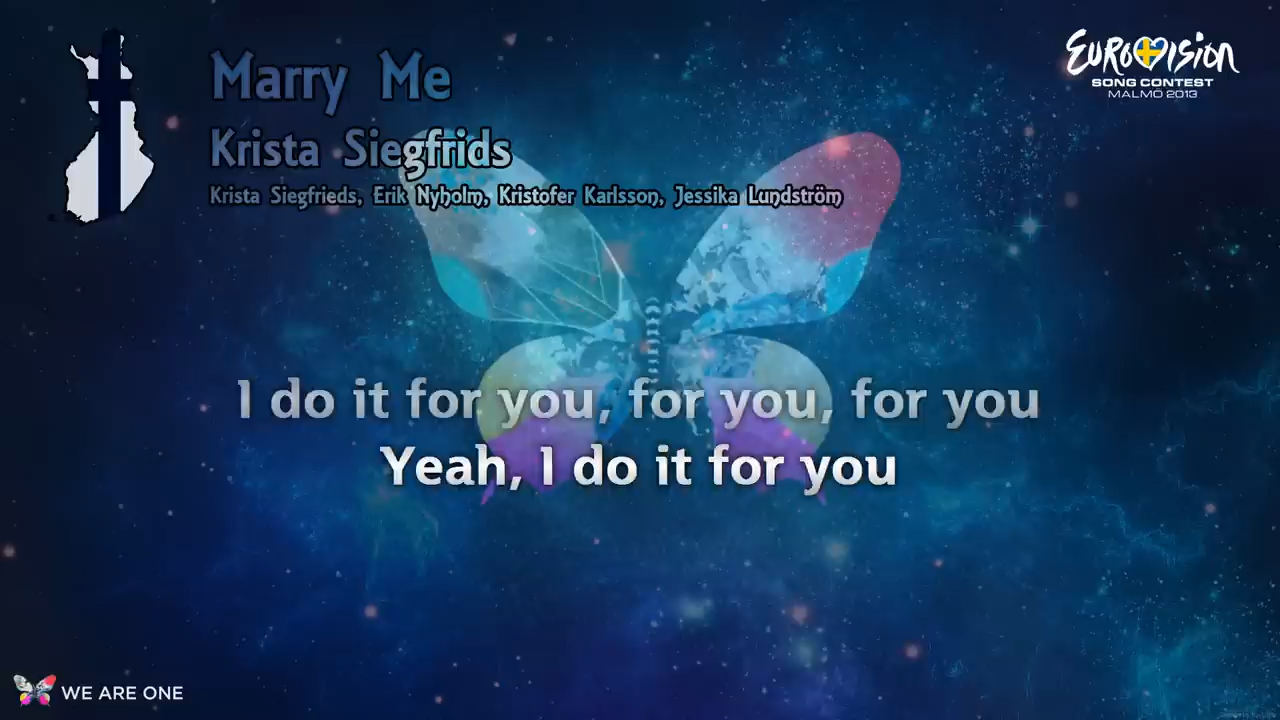 Marry Me
Krista Siegfrids
Krista Siegfrieds, Erik Nyholm, Kristofer Karlsson, Jessika Lundström
EUROVISION
SONG CONTEST
MALMÖ 2013
I do it for you, for you, for you
Yeah, I do it for you
WE ARE ONE